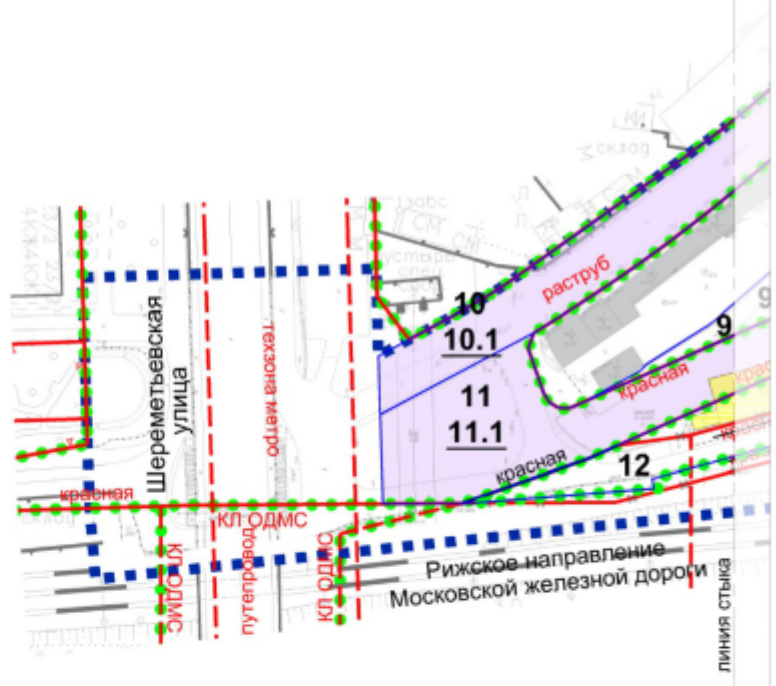 склад
10
раструб
10.1
9
Шереметьевская
улица
техзона метро
11
красная
11.1
красная
12
красная
КЛ ОДМС
КЛ ОДМС
путепровод
КЛ ОДМС
Рижское направление
Московской железной дороги
линия стыка